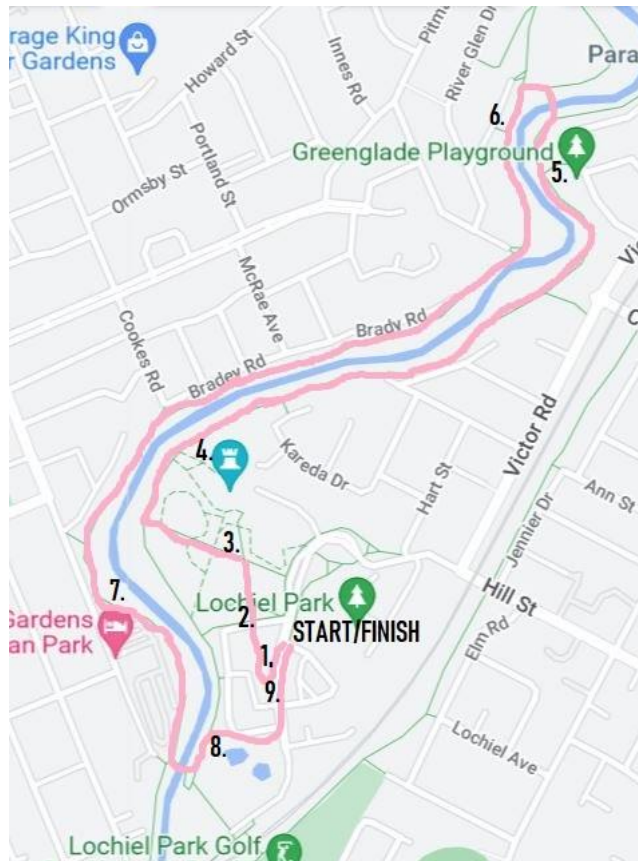 rage King
r Gardens
Howard St
Innes Rd
Pitm
River Glen Dr
Para
6.
Greenglade Playground
5.
Portland St
Ormsby St
McRae Ave
Vi
C
Cookes Rd
Brady Rd
Bradey Rd
Victor Rd
4.
Kareda Dr
Hart St
Ann St
Jennier Dr
3.
7.
2.
Lochiel Park
Hill St
Gardens
an Park
START/FINISH
1,
Elm Rd
9.
8.
Lochiel Ave
Lochiel Park Golf